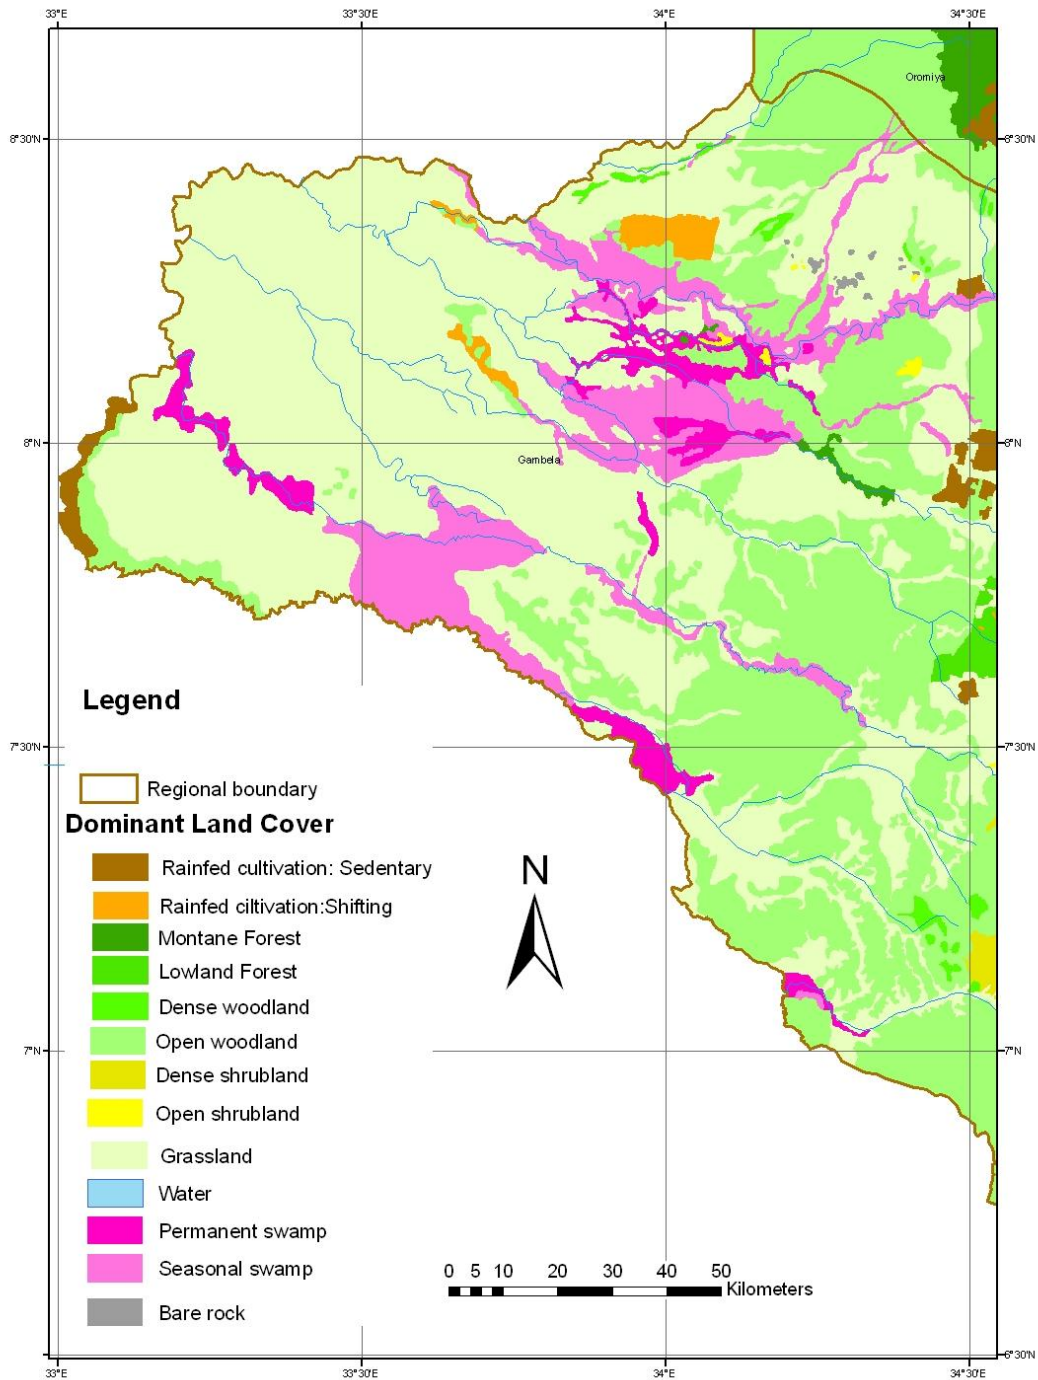 33°E 33°30'E 34°E 34°30'E
Oromiya
8°30'N 8°30'N
8°N 8°N
Gambela
Legend
7°30'N 7°30'N
Regional boundary
Dominant Land Cover
Rainfed cultivation: Sedentary
N
Rainfed ciltivation:Shifting
Montane Forest
Lowland Forest
Dense woodland
Open woodland
7°N 7°N
Dense shrubland
Open shrubland
Grassland
Water
Permanent swamp
Seasonal swamp
0 5 10 20 30 40 50
Kilometers
Bare rock
6°30'N 6°30'N
33°E 33°30'E 34°E 34°30'E